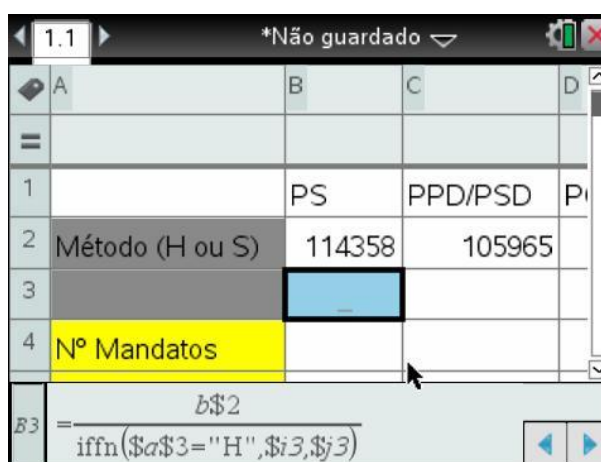 1.1 *Não guardado
A B C D
=
1 PS PPD/PSD
2 Método (H ou S) 114358 105965
3 _
4 Nº Mandatos
B3 =b$2/iffn($a$3="H",$i3,$j3)